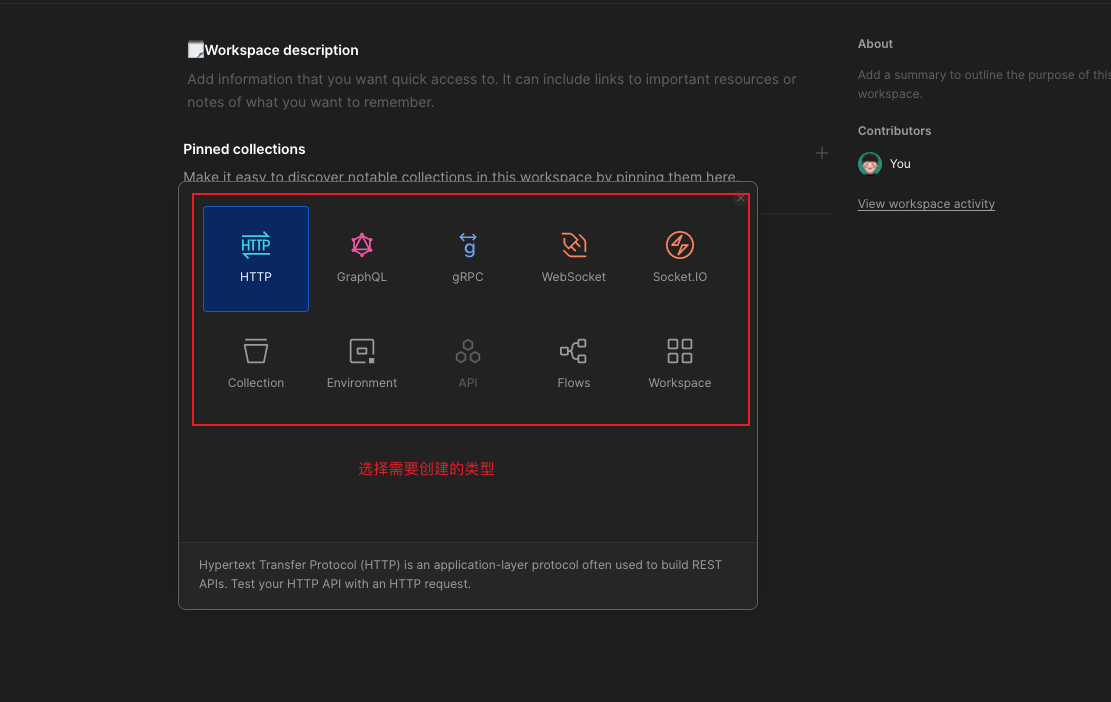 Workspace description
Add information that you want quick access to. It can include links to important resources or
notes of what you want to remember.
Pinned collections
Make it easy to discover notable collections in this workspace by pinning them here.
About
Add a summary to outline the purpose of this
workspace.
Contributors
You
View workspace activity
HTTP
HTTP
GraphQL
g
gRPC
WebSocket
Socket.IO
Collection
Environment
API
Flows
Workspace
选择需要创建的类型
Hypertext Transfer Protocol (HTTP) is an application-layer protocol often used to build REST
APIs. Test your HTTP API with an HTTP request.